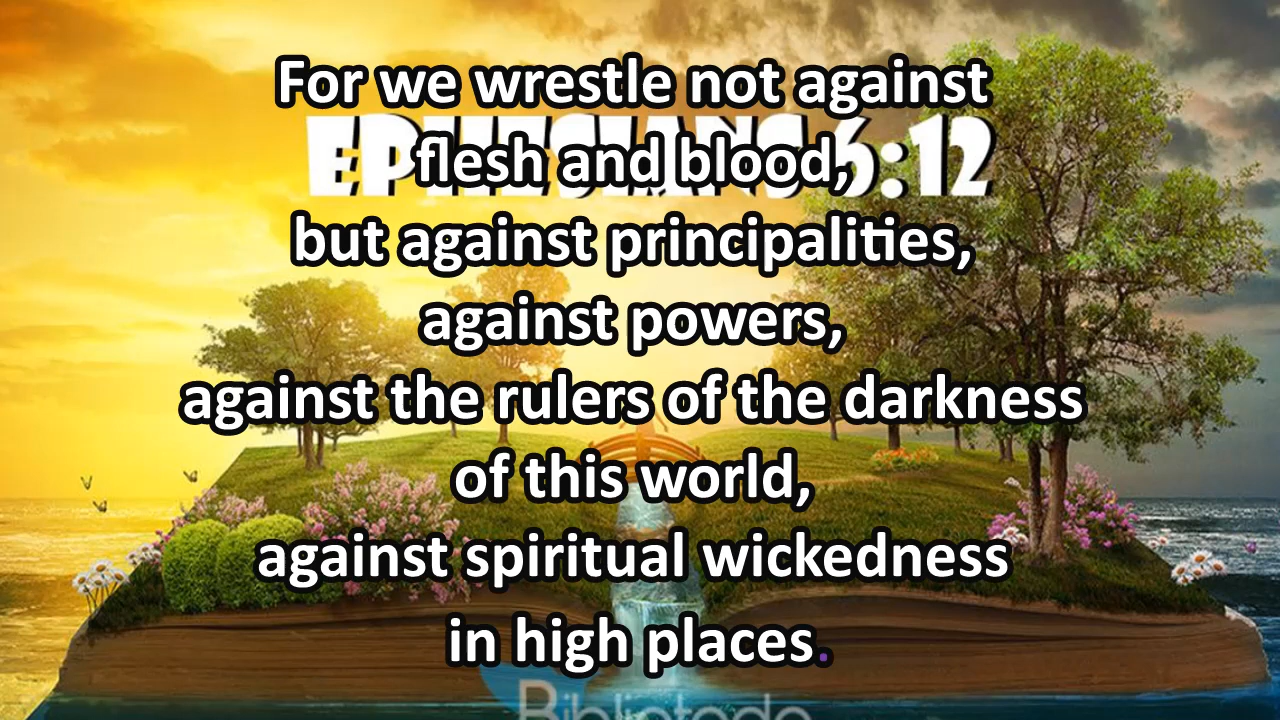 For we wrestle not against
EPHESIANS 6:12
flesh and blood,
but against principalities,
against powers,
against the rulers of the darkness
of this world,
against spiritual wickedness
in high places.